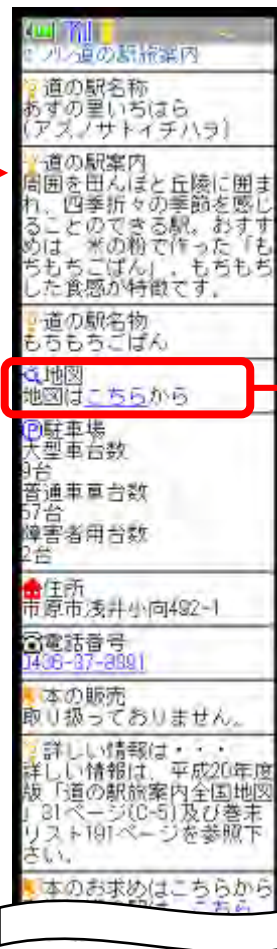 道の駅旅案内
道の駅名称
あずの里いちはら
(アズノサトイチハラ)
道の駅案内
周囲を田んぼと丘陵に囲ま
れ、四季折々の季節を感じ
ることのできる駅。おすす
めは、米の粉で作った「も
ちもちごぱん」。もちもち
した食感が特徴です。
道の駅名物
もちもちごぱん
地図
地図はこちらから
P駐車場
大型車台数
9台
普通車車台数
57台
障害者用台数
2台
住所
市原市浅井小向492-1
電話番号
0436-37-8891
本の販売
取り扱っておりません。
詳しい情報は・・・
詳しい情報は、平成20年度
版「道の駅旅案内全国地図
」31ページ(C-5)及び巻末
リスト191ページを参照下
さい。
本のお求めはこちらから